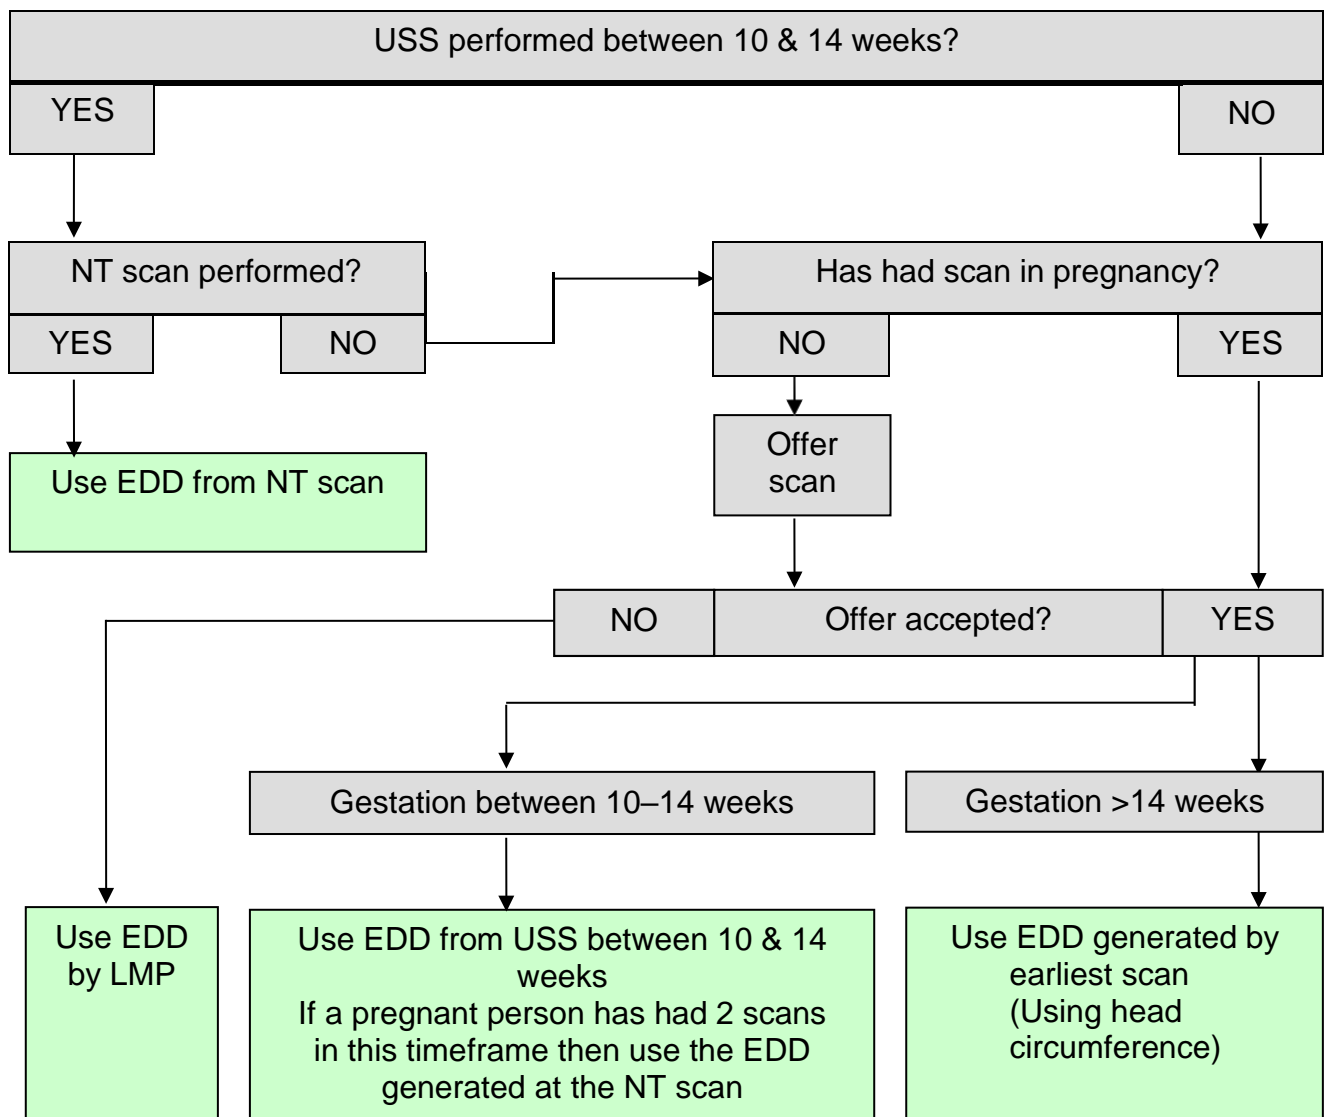 USS performed between 10 & 14 weeks?
YES
NO
NT scan performed?
Has had scan in pregnancy?
YES
NO
NO
YES
Offer
scan
Use EDD from NT scan
NO
Offer accepted?
YES
Gestation between 10–14 weeks
Gestation >14 weeks
Use EDD
by LMP
Use EDD from USS between 10 & 14
weeks
If a pregnant person has had 2 scans
in this timeframe then use the EDD
generated at the NT scan
Use EDD generated by
earliest scan
(Using head
circumference)